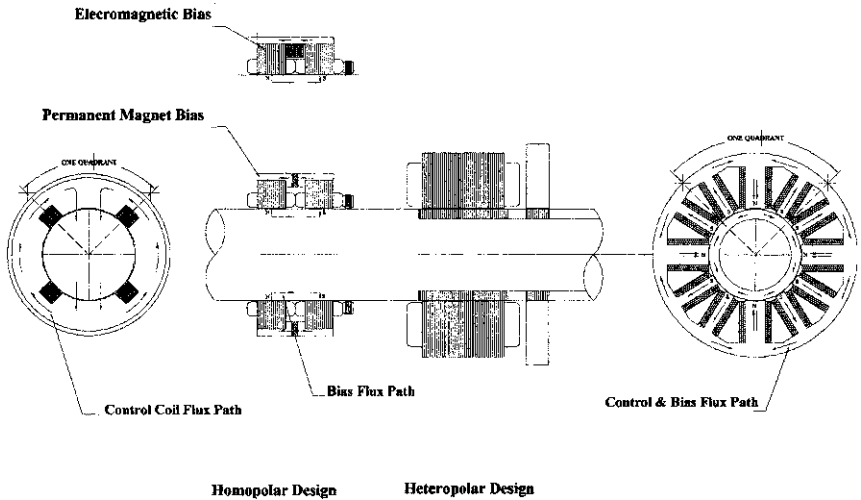 Elecromagnetic Bias
Permanent Magnet Bias
ONE QUADRANT
ONE QUADRANT
Bias Flux Path
Control Coil Flux Path
Control & Bias Flux Path
Homopolar Design
Heteropolar Design